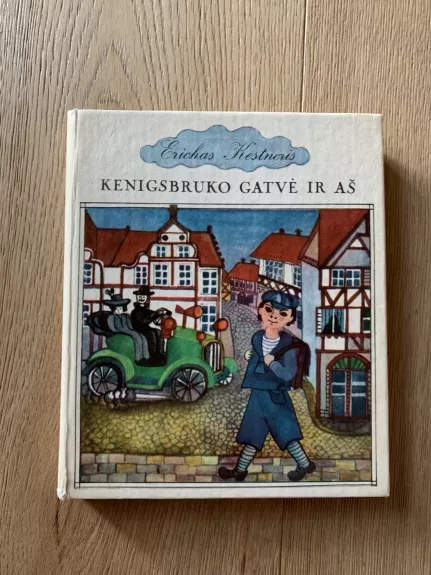 Erichas Kestneris
KENIGSBRUKO GATVĖ IR AŠ